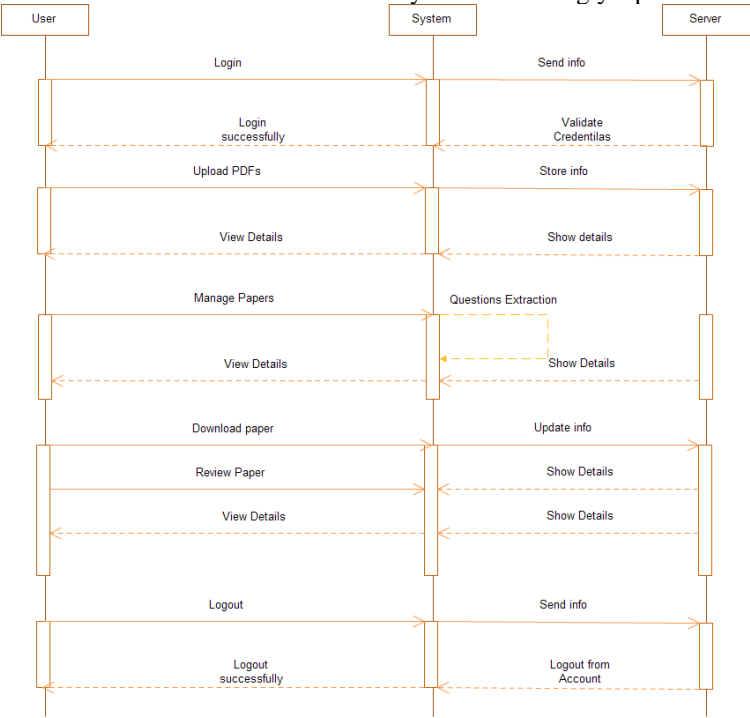 User
System
Server
Login
Send info
Login
successfully
Validate
Credentilas
Upload PDFs
Store info
View Details
Show details
Manage Papers
Questions Extraction
View Details
Show Details
Download paper
Update info
Review Paper
Show Details
View Details
Show Details
Logout
Send info
Logout
successfully
Logout from
Account